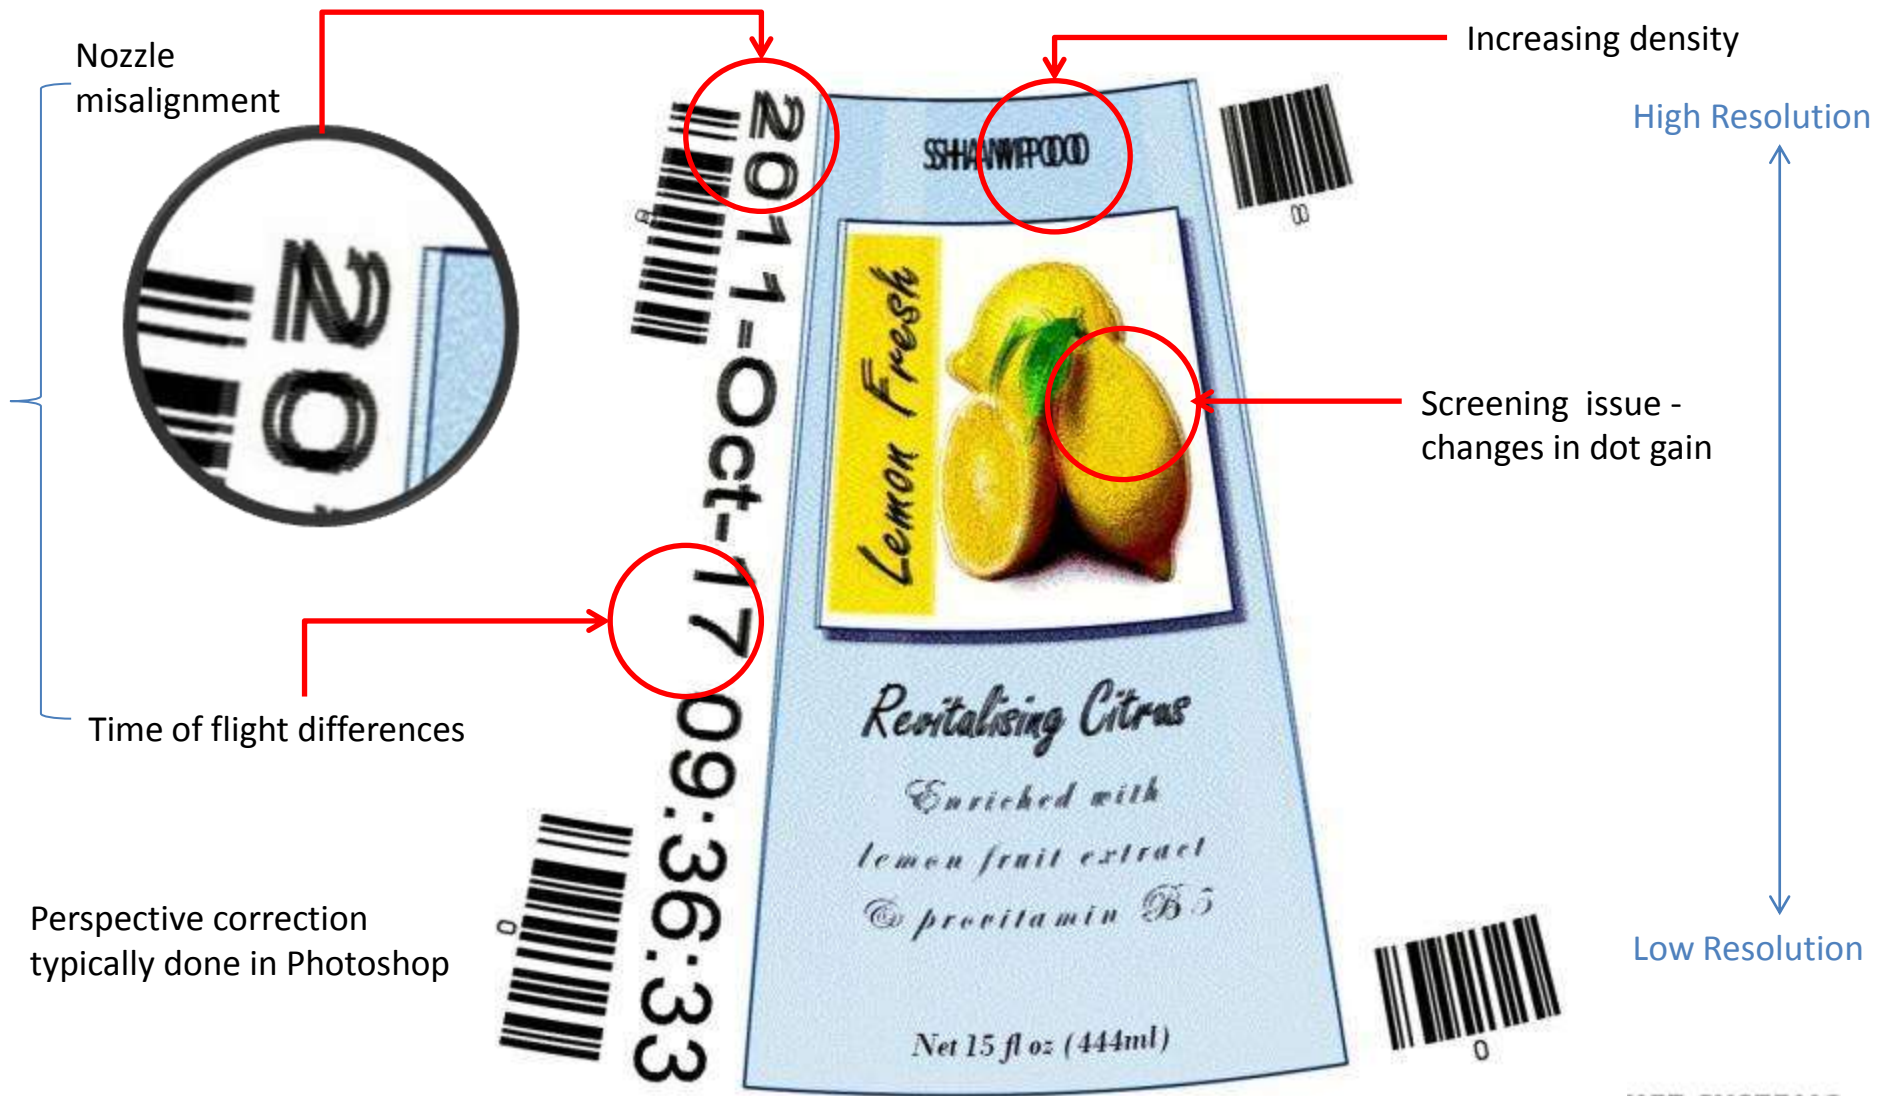 Nozzle
misalignment
Increasing density
High Resolution
2011-Oct-17 09:36:33
Lemon Fresh
Screening issue -
changes in dot gain
20
Time of flight differences
Revitalising Citrus
Enriched with
lemon fruit extract
& provitamin B5
Perspective correction
typically done in Photoshop
Low Resolution
Net 15 fl oz (444ml)
0
0